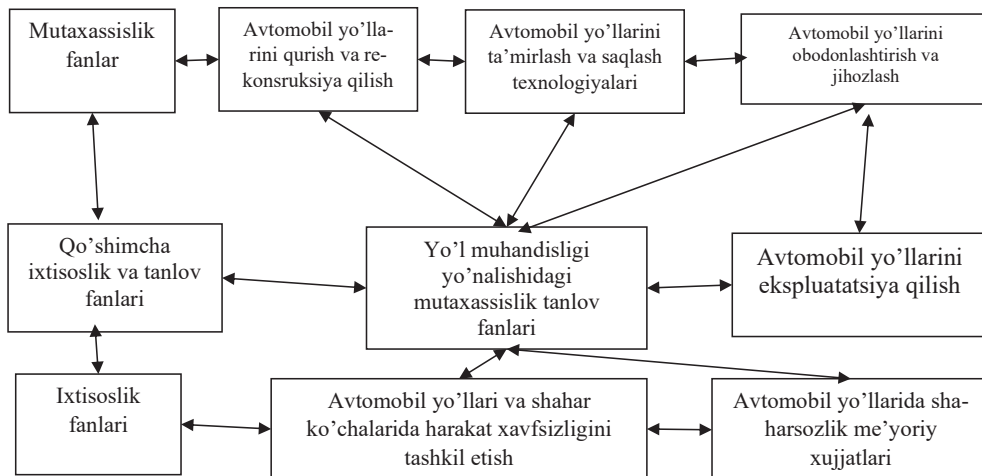 Mutaxassislik
fanlar
Avtomobil yo’lla-
rini qurish va re-
konsruksiya qilish
Avtomobil yo’llarini
ta’mirlash va saqlash
texnologiyalari
Avtomobil yo’llarini
obodonlashtirish va
jihozlash
Qo’shimcha
ixtisoslik va tanlov
fanlari
Yo’l muhandisligi
yo’nalishidagi
mutaxassislik tanlov
fanlari
Avtomobil yo’llarini
ekspluatatsiya qilish
Ixtisoslik
fanlari
Avtomobil yo’llari va shahar
ko’chalarida harakat xavfsizligini
tashkil etish
Avtomobil yo’llarida sha-
harsozlik me’yoriy
xujjatlari